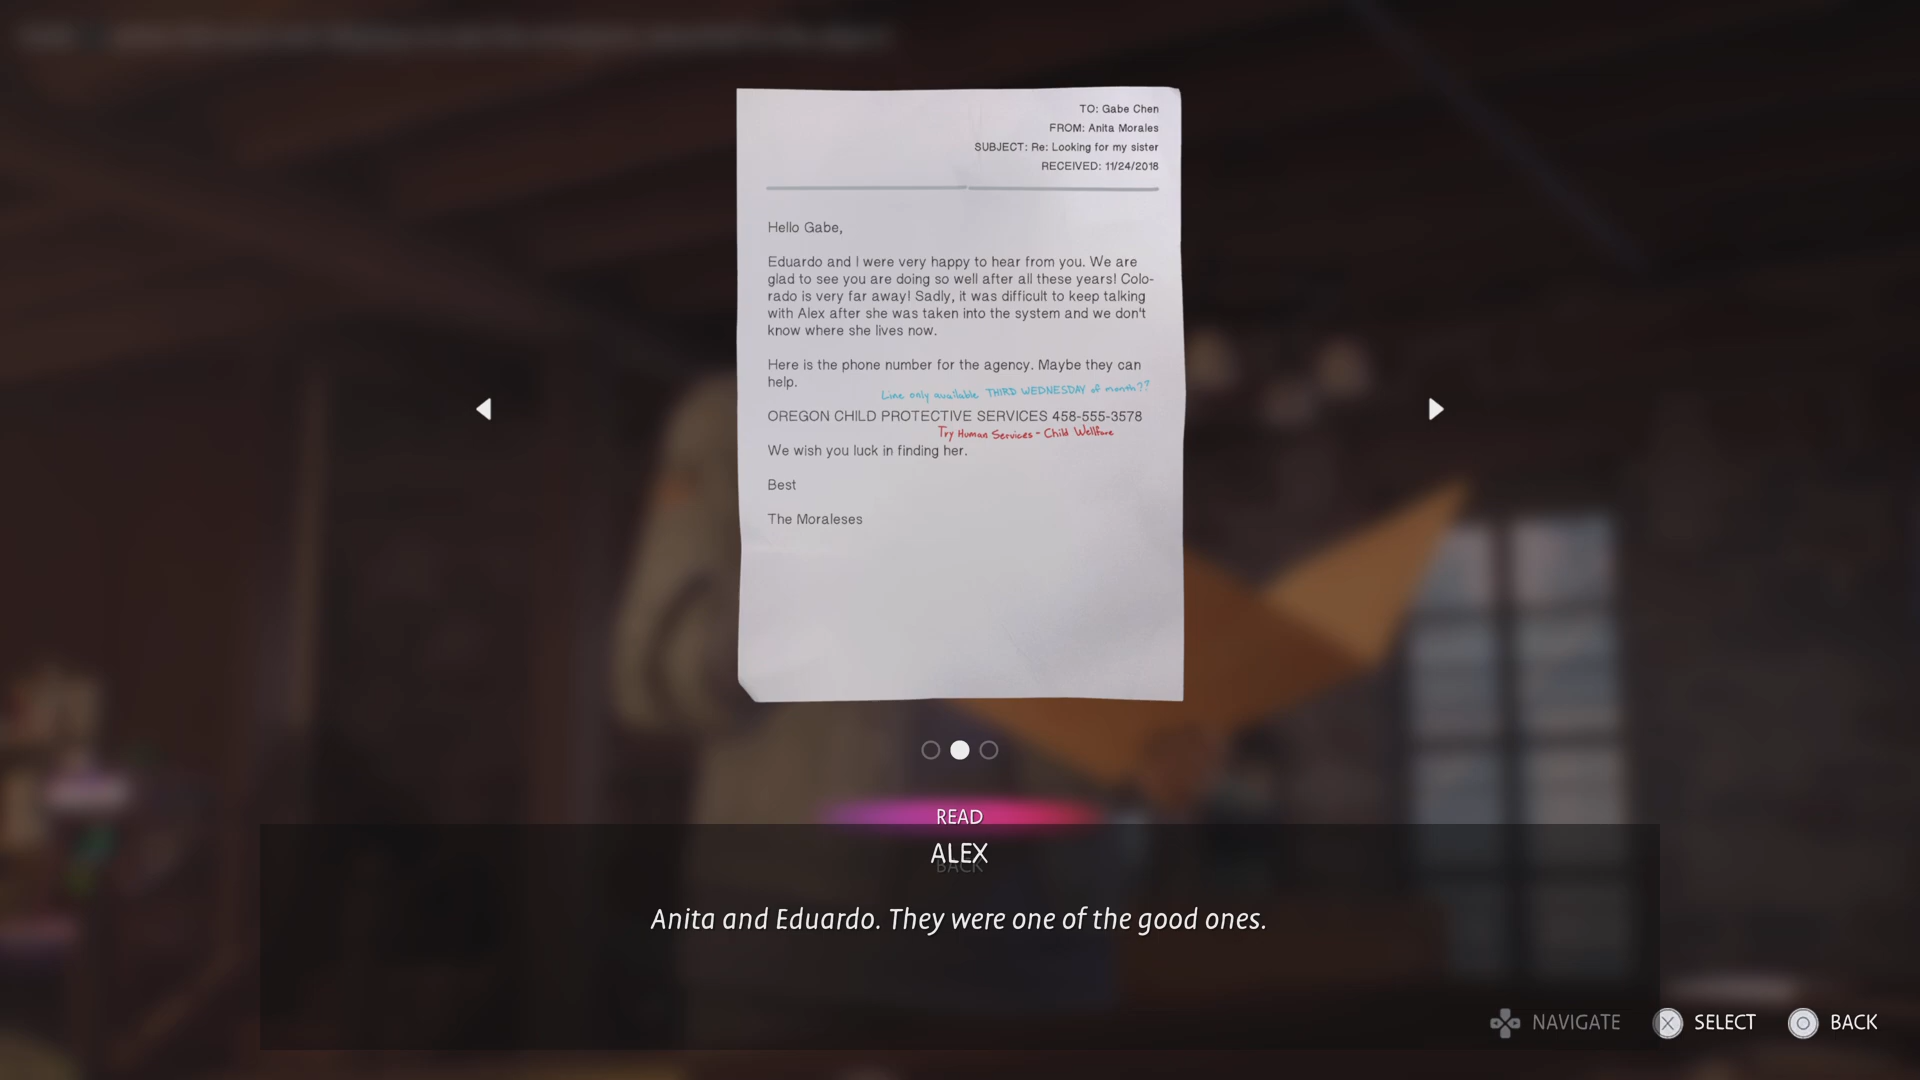 TO: Gabe Chen
FROM: Anita Morales
SUBJECT: Re: Looking for my sister
RECEIVED: 11/24/2018
Hello Gabe,
Eduardo and I were very happy to hear from you. We are
glad to see you are doing so well after all these years! Colo-
rado is very far away! Sadly, it was difficult to keep talking
with Alex after she was taken into the system and we don't
know where she lives now.
Here is the phone number for the agency. Maybe they can
help.
Line only available THIRD WEDNESDAY of month??
OREGON CHILD PROTECTIVE SERVICES 458-555-3578
Try Human Services - Child Wellfare
We wish you luck in finding her.
Best
The Moraleses
READ
ALEX
BACK
Anita and Eduardo. They were one of the good ones.
NAVIGATE
SELECT
BACK